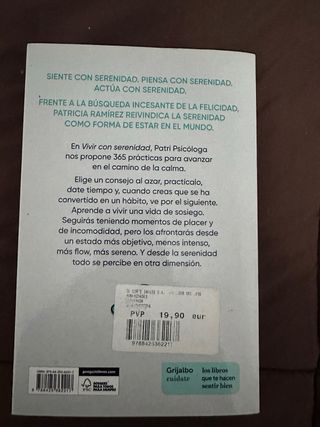 SIENTE CON SERENIDAD, PIENSA CON SERENIDAD,
ACTÚA CON SERENIDAD.
FRENTE A LA BÚSQUEDA INCESANTE DE LA FELICIDAD,
PATRICIA RAMÍREZ REIVINDICA LA SERENIDAD
COMO FORMA DE ESTAR EN EL MUNDO.
En Vivir con serenidad, Patri Psicóloga
nos propone 365 prácticas para avanzar
en el camino de la calma.
Elige un consejo al azar, practícalo,
date tiempo y, cuando creas que se
ha convertido en un hábito, ve por el siguiente.
Aprende a vivir una vida de sosiego.
Seguirás teniendo momentos de placer y
de incomodidad, pero los afrontarás desde
un estado más objetivo, menos intenso,
más flow, más sereno. Y desde la serenidad
todo se percibe en otra dimensión.
PVP 19,90 eur
9788425366221
Grijalbo
cuídate
los libros
que te hacen
sentir bien
penguinlibros.com
FSC